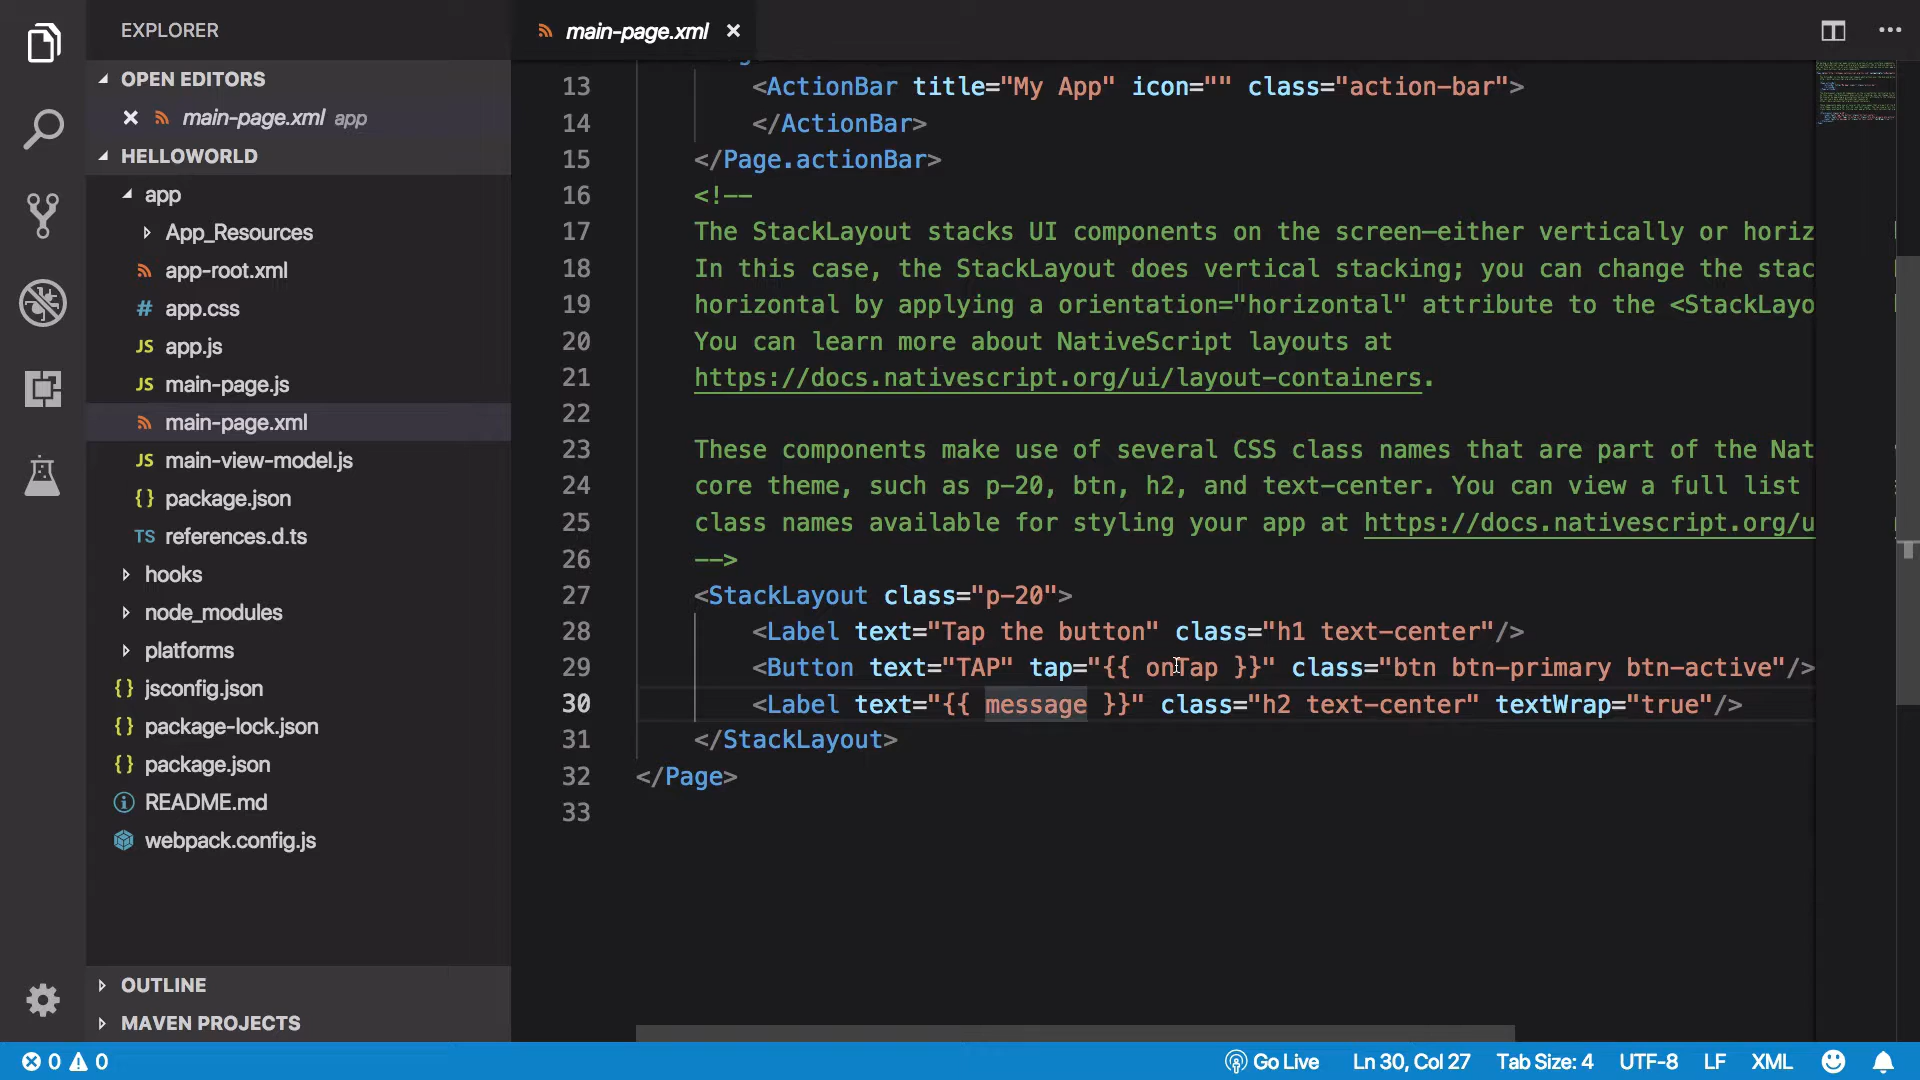 EXPLORER
OPEN EDITORS
main-page.xml app
HELLOWORLD
app
App_Resources
app-root.xml
# app.css
JS app.js
JS main-page.js
main-page.xml
JS main-view-model.js
{} package.json
TS references.d.ts
hooks
node_modules
platforms
{} jsconfig.json
{} package-lock.json
{} package.json
README.md
webpack.config.js
OUTLINE
MAVEN PROJECTS
main-page.xml
13 <ActionBar title="My App" icon="" class="action-bar">
14 </ActionBar>
15 </Page.actionBar>
16 <!--
17 The StackLayout stacks UI components on the screen—either vertically or horiz
18 In this case, the StackLayout does vertical stacking; you can change the stac
19 horizontal by applying a orientation="horizontal" attribute to the <StackLayo
20 You can learn more about NativeScript layouts at
21 https://docs.nativescript.org/ui/layout-containers.
22
23 These components make use of several CSS class names that are part of the Nat
24 core theme, such as p-20, btn, h2, and text-center. You can view a full list
25 class names available for styling your app at https://docs.nativescript.org/u
26 -->
27 <StackLayout class="p-20">
28 <Label text="Tap the button" class="h1 text-center"/>
29 <Button text="TAP" tap="{{ onTap }}" class="btn btn-primary btn-active"/>
30 <Label text="{{ message }}" class="h2 text-center" textWrap="true"/>
31 </StackLayout>
32 </Page>
33
0 0 Go Live Ln 30, Col 27 Tab Size: 4 UTF-8 LF XML